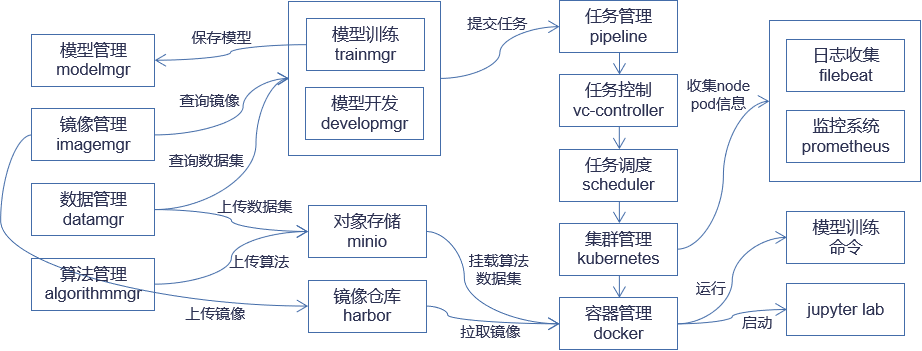 模型管理
modelmgr
镜像管理
imagemgr
数据管理
datamgr
算法管理
algorithmmgr
保存模型
查询镜像
查询数据集
上传数据集
上传算法
上传镜像
模型训练
trainmgr
模型开发
developmgr
对象存储
minio
镜像仓库
harbor
提交任务
挂载算法
数据集
拉取镜像
任务管理
pipeline
任务控制
vc-controller
任务调度
scheduler
集群管理
kubernetes
容器管理
docker
收集node
pod信息
运行
启动
日志收集
filebeat
监控系统
prometheus
模型训练
命令
jupyter lab